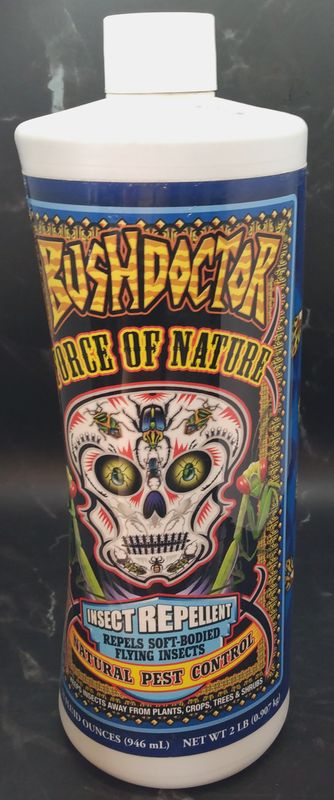 BUSHDOCTOR
FORCE OF NATURE
INSECT REPELLENT
REPELS SOFT-BODIED
FLYING INSECTS
NATURAL PEST CONTROL
KEEPS INSECTS AWAY FROM PLANTS, CROPS, TREES & SHRUBS
FLUID OUNCES (946 mL) NET WT 2 LB (0.907 kg)